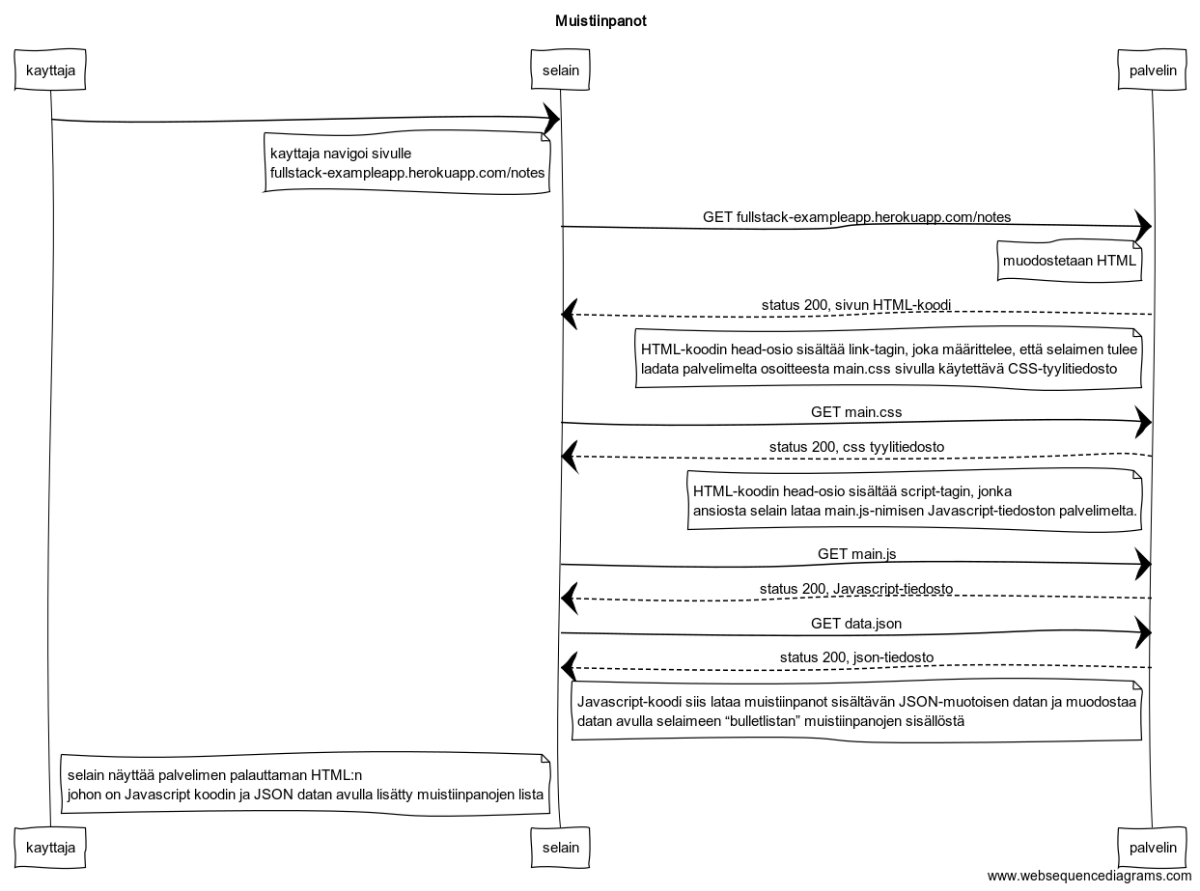 Muistiinpanot
kayttaja
selain
palvelin
kayttaja navigoi sivulle
fullstack-exampleapp.herokuapp.com/notes
GET fullstack-exampleapp.herokuapp.com/notes
muodostetaan HTML
status 200, sivun HTML-koodi
HTML-koodin head-osio sisältää link-tagin, joka määrittelee, että selaimen tulee
ladata palvelimelta osoitteesta main.css sivulla käytettävä CSS-tyylitiedosto
GET main.css
status 200, css tyylitiedosto
HTML-koodin head-osio sisältää script-tagin, jonka
ansiosta selain lataa main.js-nimisen Javascript-tiedoston palvelimelta.
GET main.js
status 200, Javascript-tiedosto
GET data.json
status 200, json-tiedosto
Javascript-koodi siis lataa muistiinpanot sisältävän JSON-muotoisen datan ja muodostaa
datan avulla selaimeen “bulletlistan” muistiinpanojen sisällöstä
selain näyttää palvelimen palauttaman HTML:n
johon on Javascript koodin ja JSON datan avulla lisätty muistiinpanojen lista
kayttaja
selain
palvelin
www.websequencediagrams.com